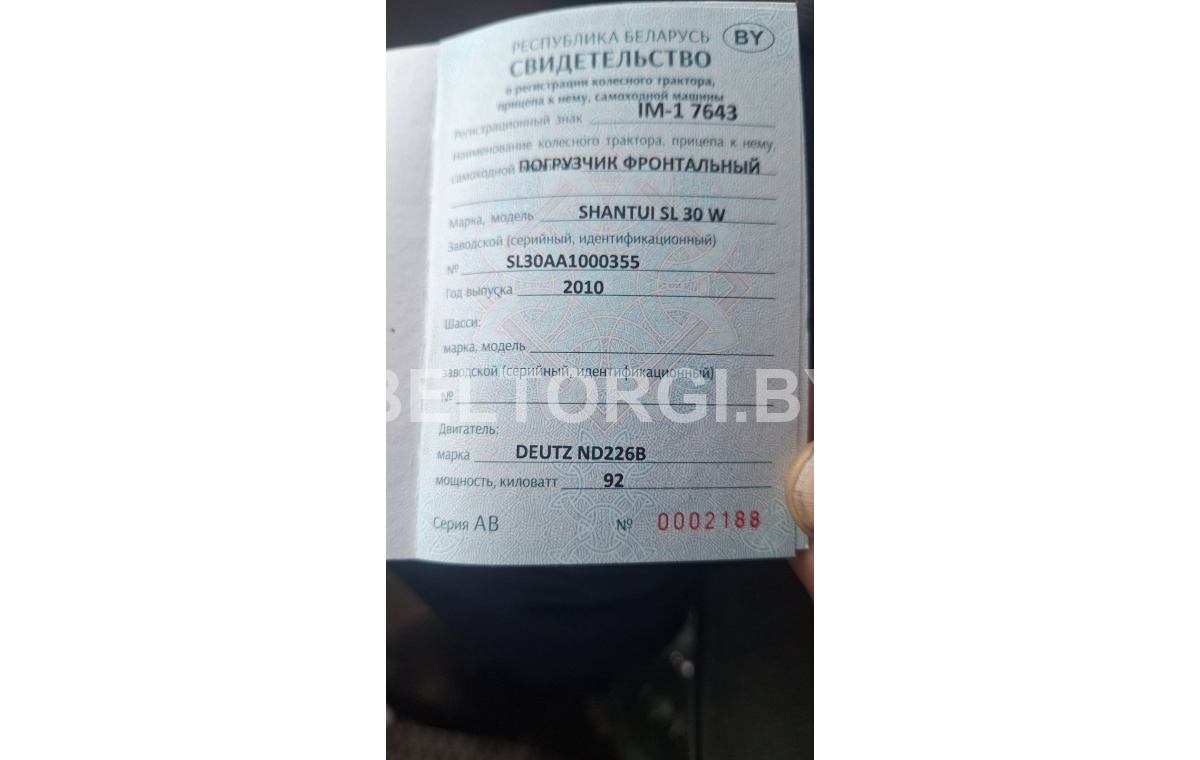 РЕСПУБЛИКА БЕЛАРУСЬ BY
СВИДЕТЕЛЬСТВО
о регистрации колесного трактора,
прицепа к нему, самоходной машины
Регистрационный знак IM-1 7643
Наименование колесного трактора, прицепа к нему,
самоходной ПОГРУЗЧИК ФРОНТАЛЬНЫЙ
Марка, модель SHANTUI SL 30 W
Заводской (серийный, идентификационный)
№ SL30AA1000355
Год выпуска 2010
Шасси:
марка, модель
заводской (серийный, идентификационный)
№
BELTORGI.BY
Двигатель:
марка DEUTZ ND226B
мощность, киловатт 92
Серия АВ № 0002188